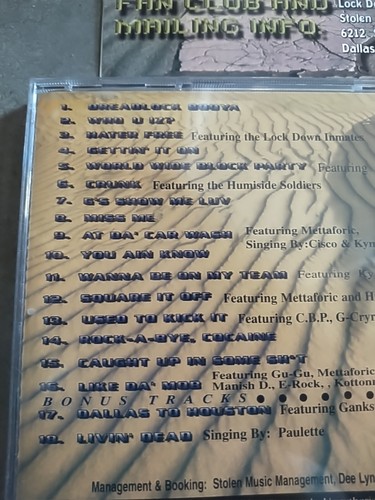 FAN CLUB AND
MAILING INFO:
Lock Do
Stolen
6212,
Dallas
1. DREADLOCK BOOYA
2. WHO U IZ?
3. HATER FREE Featuring the Lock Down Inmates
4. GETTIN' IT ON
5. WORLD WIDE BLOCK PARTY Featuring
6. CRUNK Featuring the Humiside Soldiers
7. G'S SHOW ME LUV
8. MISS ME
9. AT DA' CAR WASH Featuring Mettaforic,
Singing By:Cisco & Kyn
10. YOU AIN KNOW
11. WANNA BE ON MY TEAM Featuring Ky
12. SQUARE IT OFF Featuring Mettaforic and H
13. USED TO KICK IT Featuring C.B.P., G-Cryn
14. ROCK-A-BYE, COCAINE
15. CAUGHT UP IN SOME SH*T
Featuring Gu-Gu, Mettaforic
16. LIKE DA' MOB Manish D., E-Rock, , Kottonn
BONUS TRACKS
17. DALLAS TO HOUSTON Featuring Ganks
18. LIVIN' DEAD Singing By: Paulette
Management & Booking: Stolen Music Management, Dee Lyn